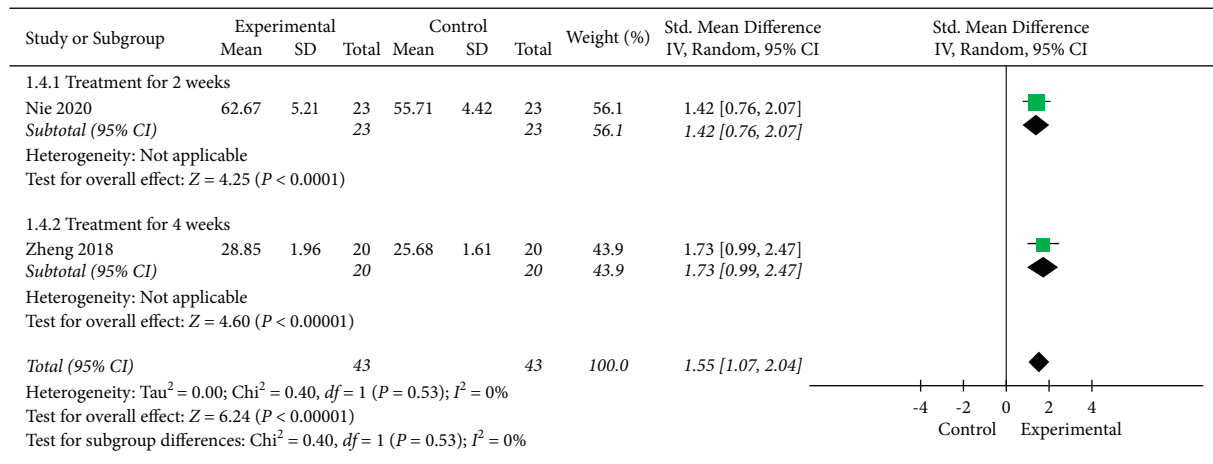 Study or Subgroup Experimental Control Weight (%) Std. Mean Difference Std. Mean Difference
Mean SD Total Mean SD Total IV, Random, 95% CI IV, Random, 95% CI
1.4.1 Treatment for 2 weeks
Nie 2020 62.67 5.21 23 55.71 4.42 23 56.1 1.42 [0.76, 2.07]
Subtotal (95% CI) 23 23 56.1 1.42 [0.76, 2.07]
Heterogeneity: Not applicable
Test for overall effect: Z = 4.25 (P < 0.0001)
1.4.2 Treatment for 4 weeks
Zheng 2018 28.85 1.96 20 25.68 1.61 20 43.9 1.73 [0.99, 2.47]
Subtotal (95% CI) 20 20 43.9 1.73 [0.99, 2.47]
Heterogeneity: Not applicable
Test for overall effect: Z = 4.60 (P < 0.00001)
Total (95% CI) 43 43 100.0 1.55 [1.07, 2.04]
Heterogeneity: Tau² = 0.00; Chi² = 0.40, df = 1 (P = 0.53); I² = 0%
Test for overall effect: Z = 6.24 (P < 0.00001)
Test for subgroup differences: Chi² = 0.40, df = 1 (P = 0.53); I² = 0%
-4 -2 0 2 4
Control Experimental